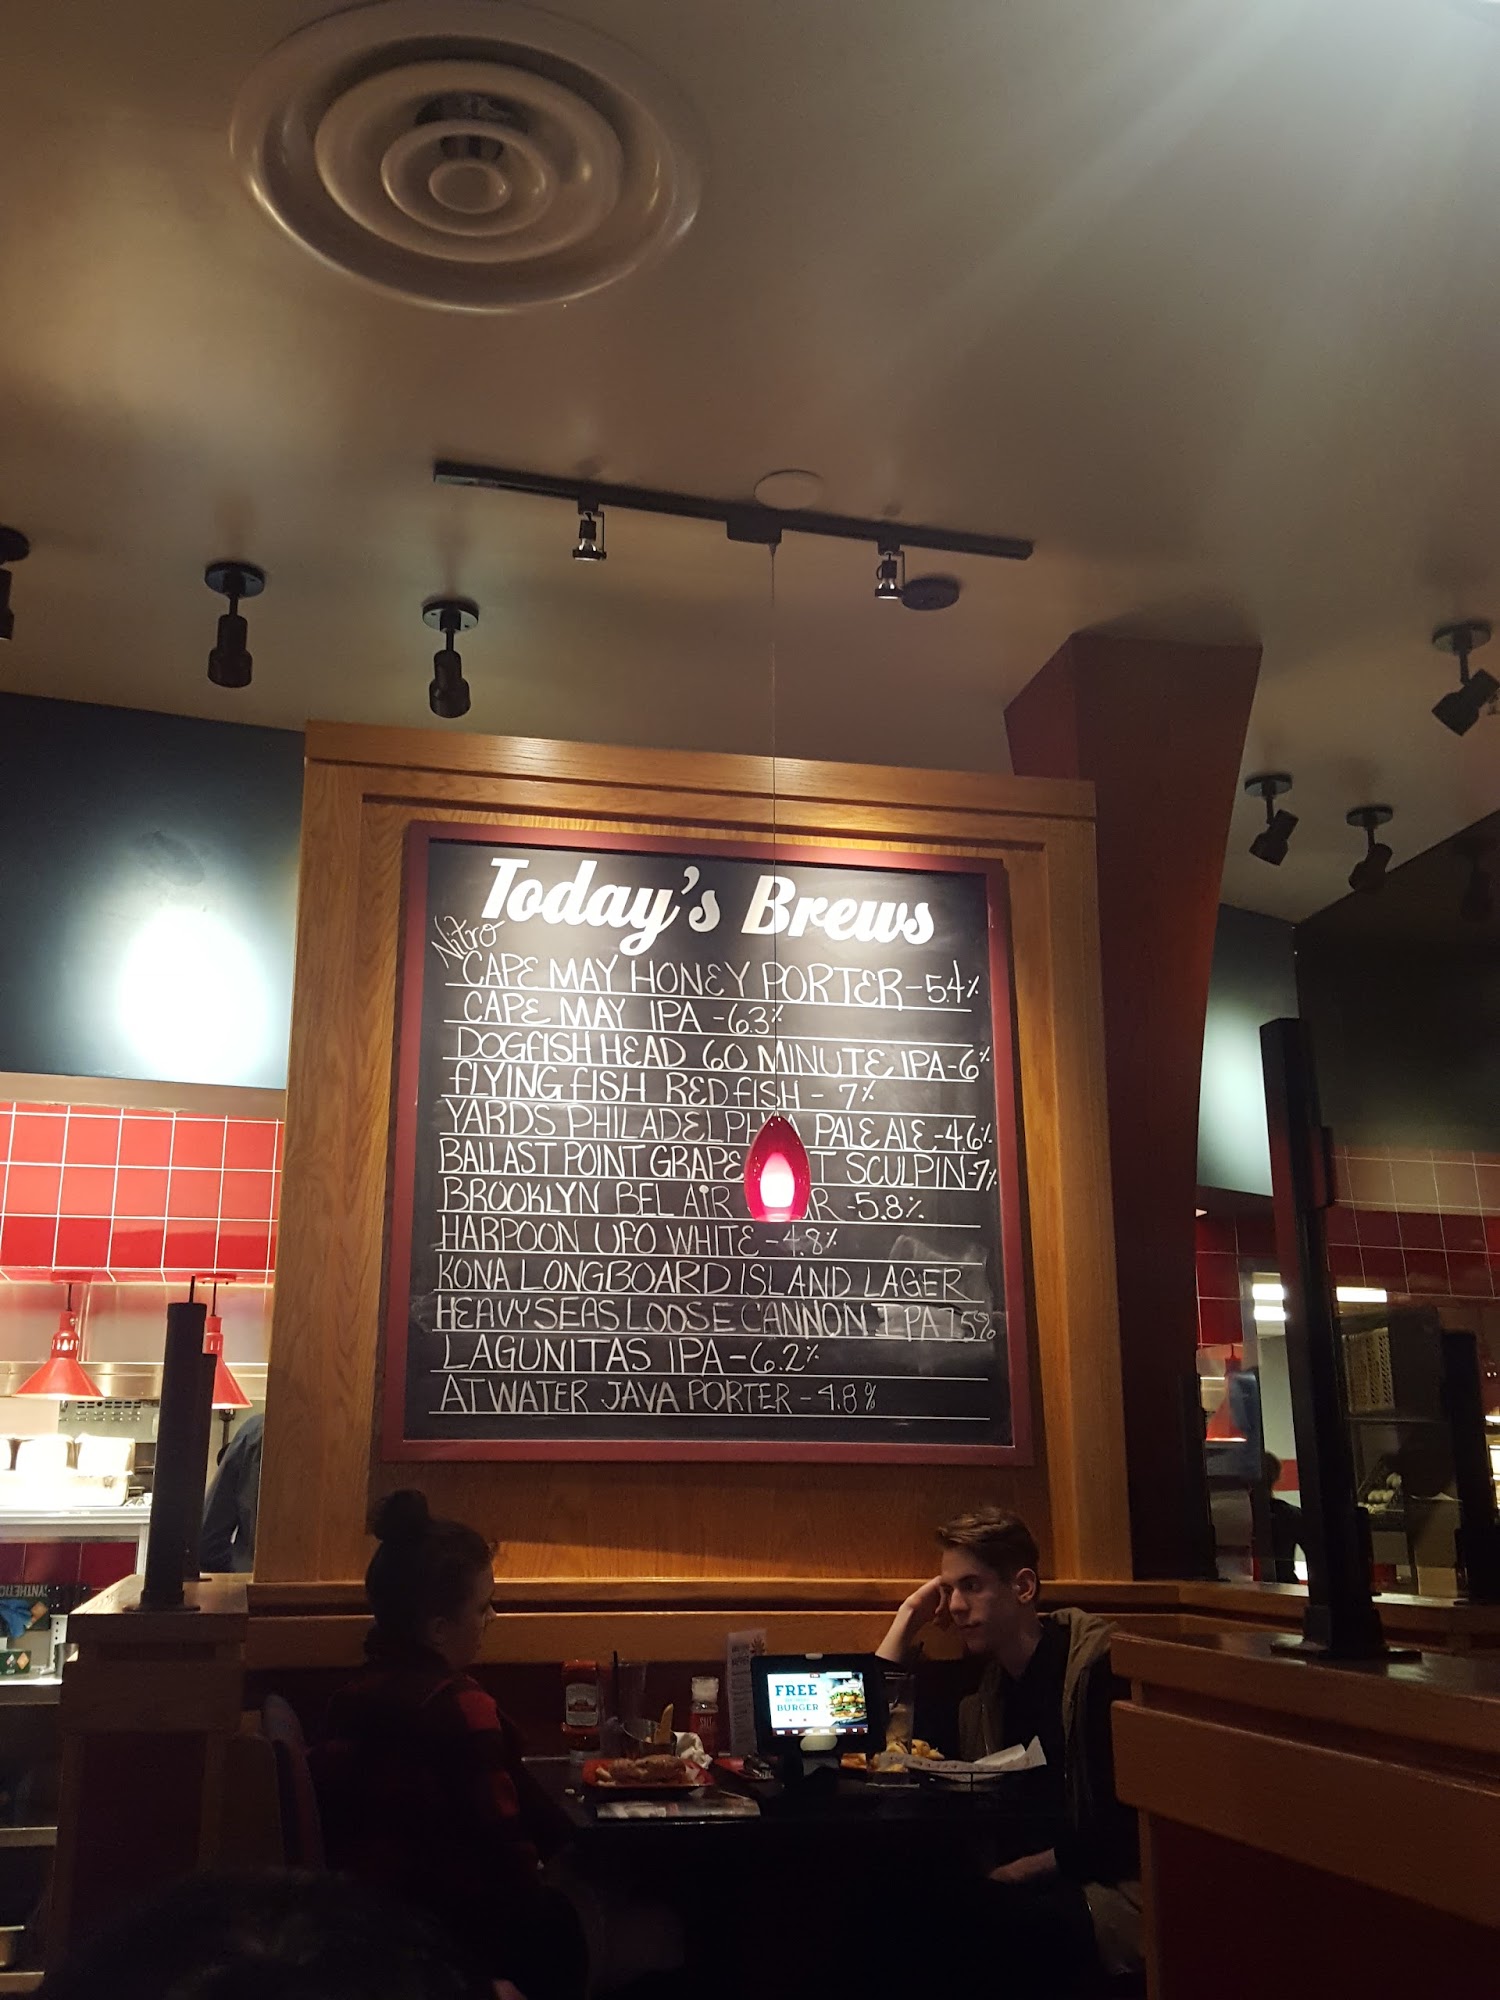 Today's Brews
Nitro
CAPE MAY HONEY PORTER - 5.4%
CAPE MAY IPA - 6.3%
DOGFISH HEAD 60 MINUTE IPA - 6%
FLYING FISH REDFISH - 7%
YARDS PHILADELPHIA PALE ALE - 4.6%
BALLAST POINT GRAPE T SCULPIN - 7%
BROOKLYN BEL AIR R - 5.8%
HARPOON UFO WHITE - 4.8%
KONA LONGBOARD ISLAND LAGER
HEAVY SEAS LOOSE CANNON IPA 7.5%
LAGUNITAS IPA - 6.2%
ATWATER JAVA PORTER - 4.8%
FREE
BURGER